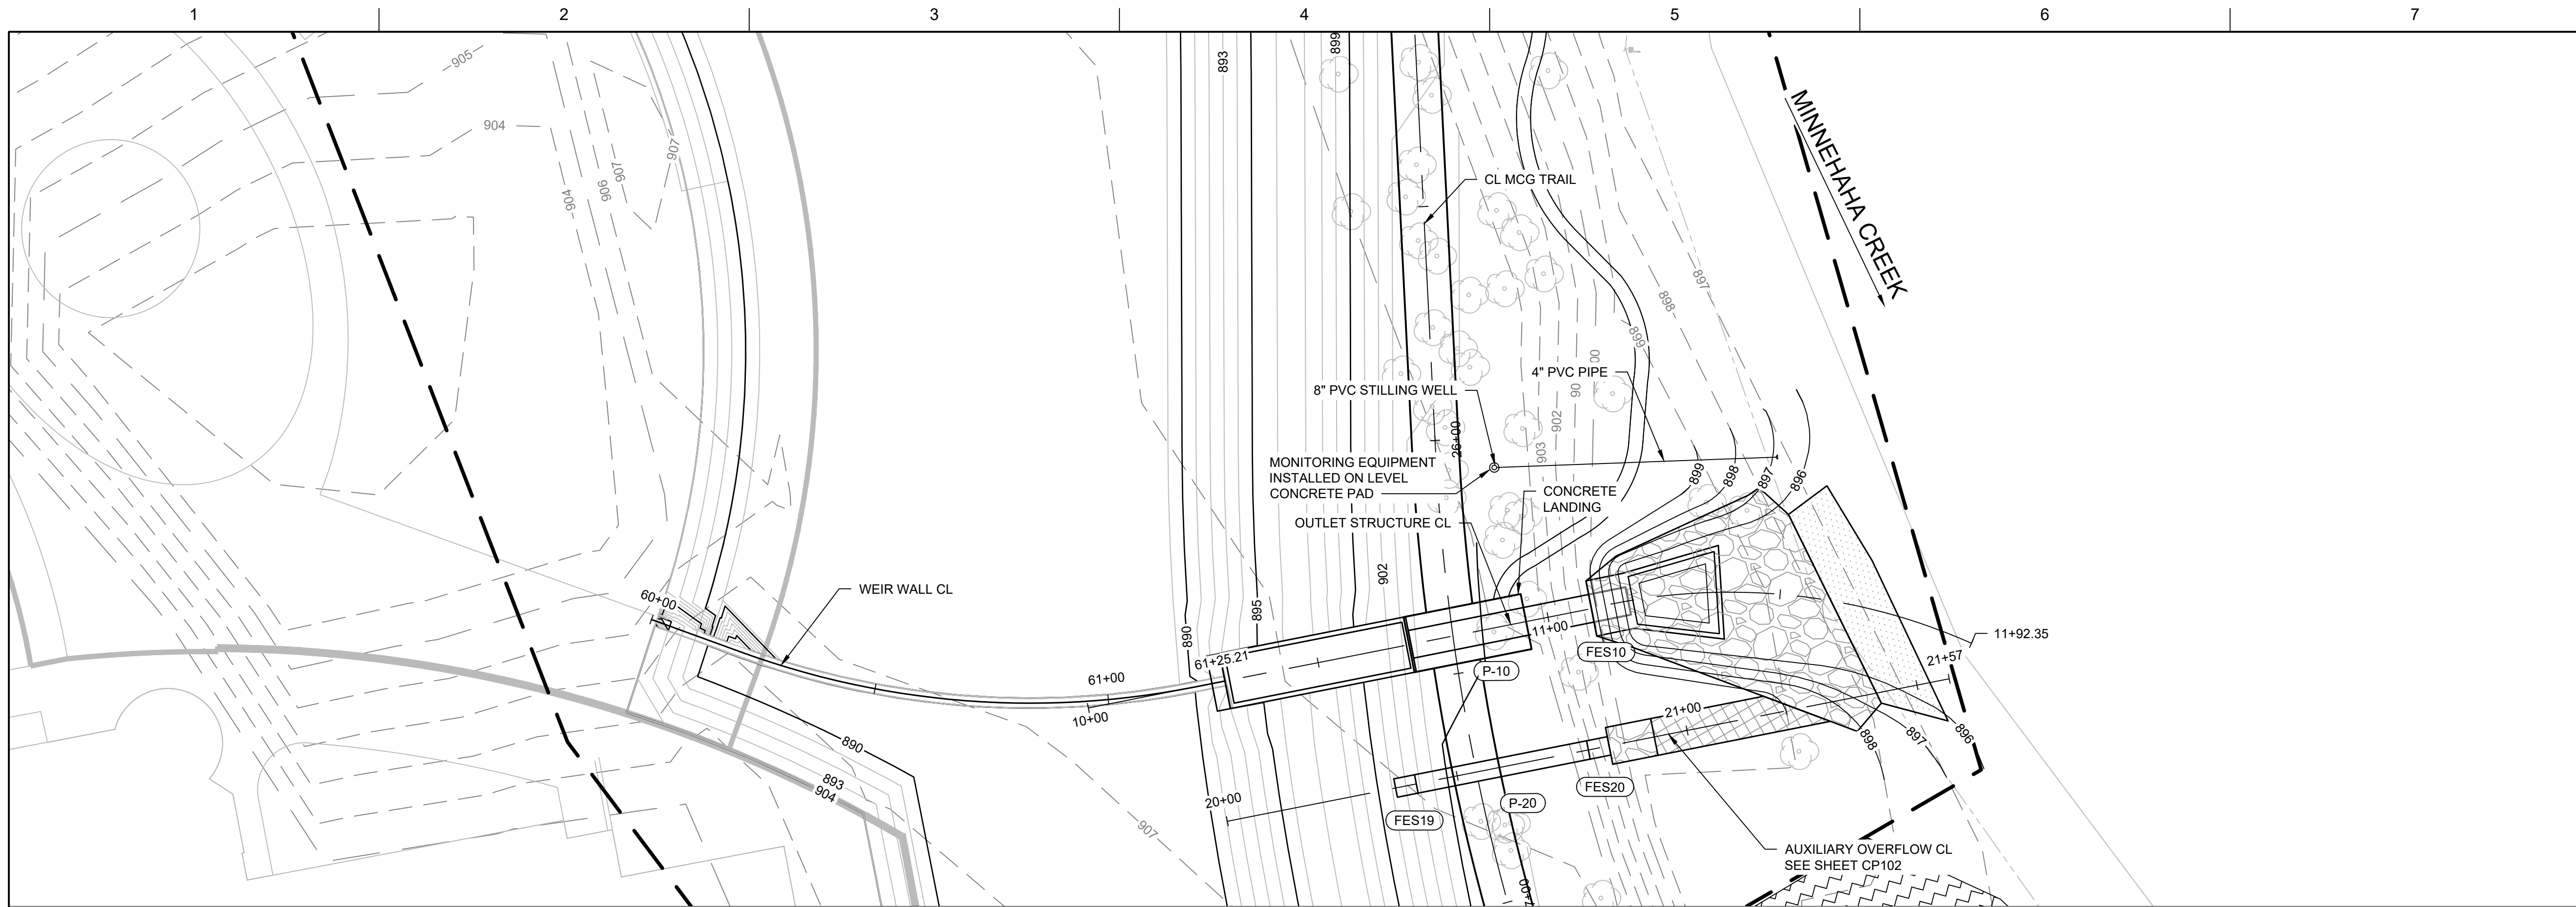 1
2
3
4
5
6
7
905
904
907
904
906
907
893
899
MINNEHAHA CREEK
CL MCG TRAIL
897
898
899
4" PVC PIPE
8" PVC STILLING WELL
902
903
26+00
MONITORING EQUIPMENT
INSTALLED ON LEVEL
CONCRETE PAD
899
898
897
896
CONCRETE
LANDING
OUTLET STRUCTURE CL
902
WEIR WALL CL
60+00
895
890
11+00
11+92.35
FES10
21+57
61+25.21
P-10
61+00
10+00
21+00
890
898
897
896
893
904
FES20
20+00
P-20
FES19
907
AUXILIARY OVERFLOW CL
SEE SHEET CP102